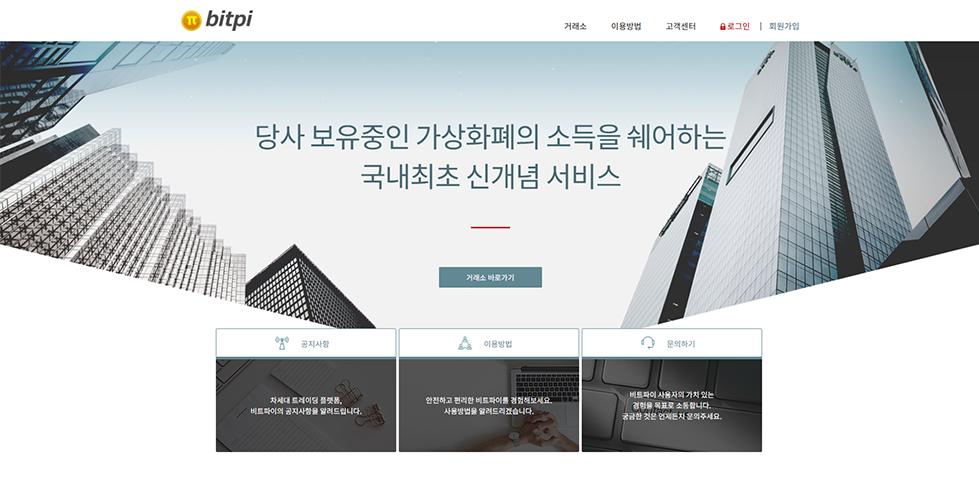 π bitpi
거래소 이용방법 고객센터 로그인 | 회원가입
당사 보유중인 가상화폐의 소득을 쉐어하는
국내최초 신개념 서비스
거래소 바로가기
공지사항
차세대 트레이딩 플랫폼,
비트파이의 공지사항을 알려드립니다.
이용방법
안전하고 편리한 비트파이를 경험해보세요.
사용방법을 알려드리겠습니다.
문의하기
비트파이 사용자의 가치 있는
경험을 목표로 소통합니다.
궁금한 것은 언제든지 문의주세요.